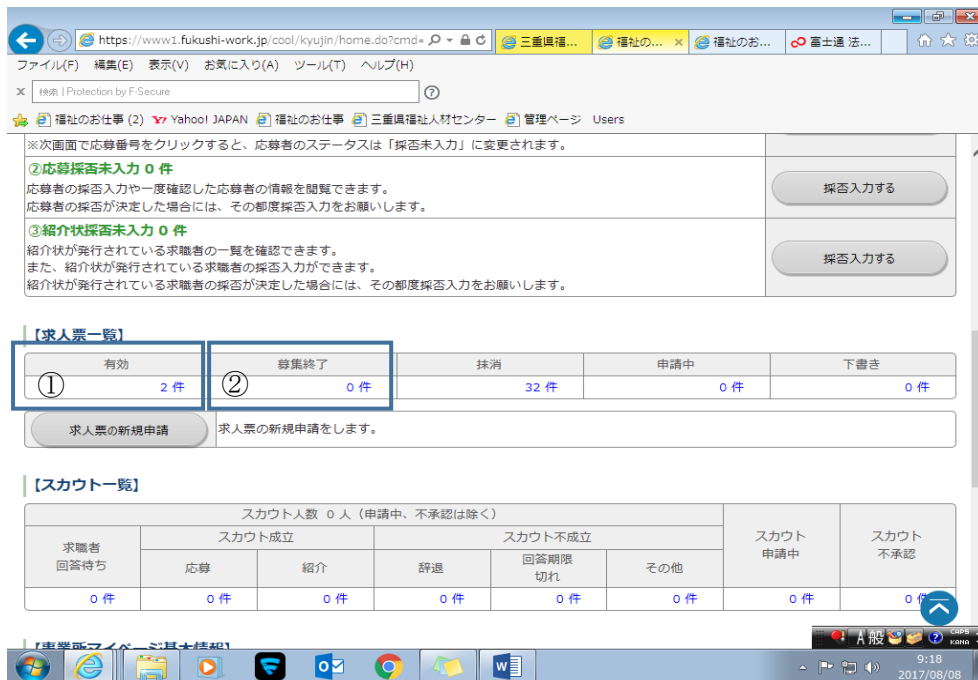 https://www1.fukushi-work.jp/cool/kyujin/home.do?cmd=
三重県福...
福祉の...
福祉のお...
富士通 法...
ファイル(F) 編集(E) 表示(V) お気に入り(A) ツール(T) ヘルプ(H)
検索 | Protection by F-Secure
福祉のお仕事 (2) Yahoo! JAPAN 福祉のお仕事 三重県福祉人材センター 管理ページ Users
※次画面で応募番号をクリックすると、応募者のステータスは「採否未入力」に変更されます。
②応募採否未入力 0 件
応募者の採否入力や一度確認した応募者の情報を閲覧できます。
応募者の採否が決定した場合には、その都度採否入力をお願いします。
採否入力する
③紹介状採否未入力 0 件
紹介状が発行されている求職者の一覧を確認できます。
また、紹介状が発行されている求職者の採否入力ができます。
紹介状が発行されている求職者の採否が決定した場合には、その都度採否入力をお願いします。
採否入力する
【求人票一覧】
有効 募集終了 抹消 申請中 下書き
① 2 件 ② 0 件 32 件 0 件 0 件
求人票の新規申請 求人票の新規申請をします。
【スカウト一覧】
スカウト人数 0 人（申請中、不承認は除く）
求職者
回答待ち
スカウト成立
スカウト不成立
スカウト
申請中
スカウト
不承認
応募 紹介 辞退
回答期限
切れ
その他
0 件 0 件 0 件 0 件 0 件 0 件 0 件 0 件
【事業所マイページ基本情報】
A 般 CAPS
KANA
9:18
2017/08/08